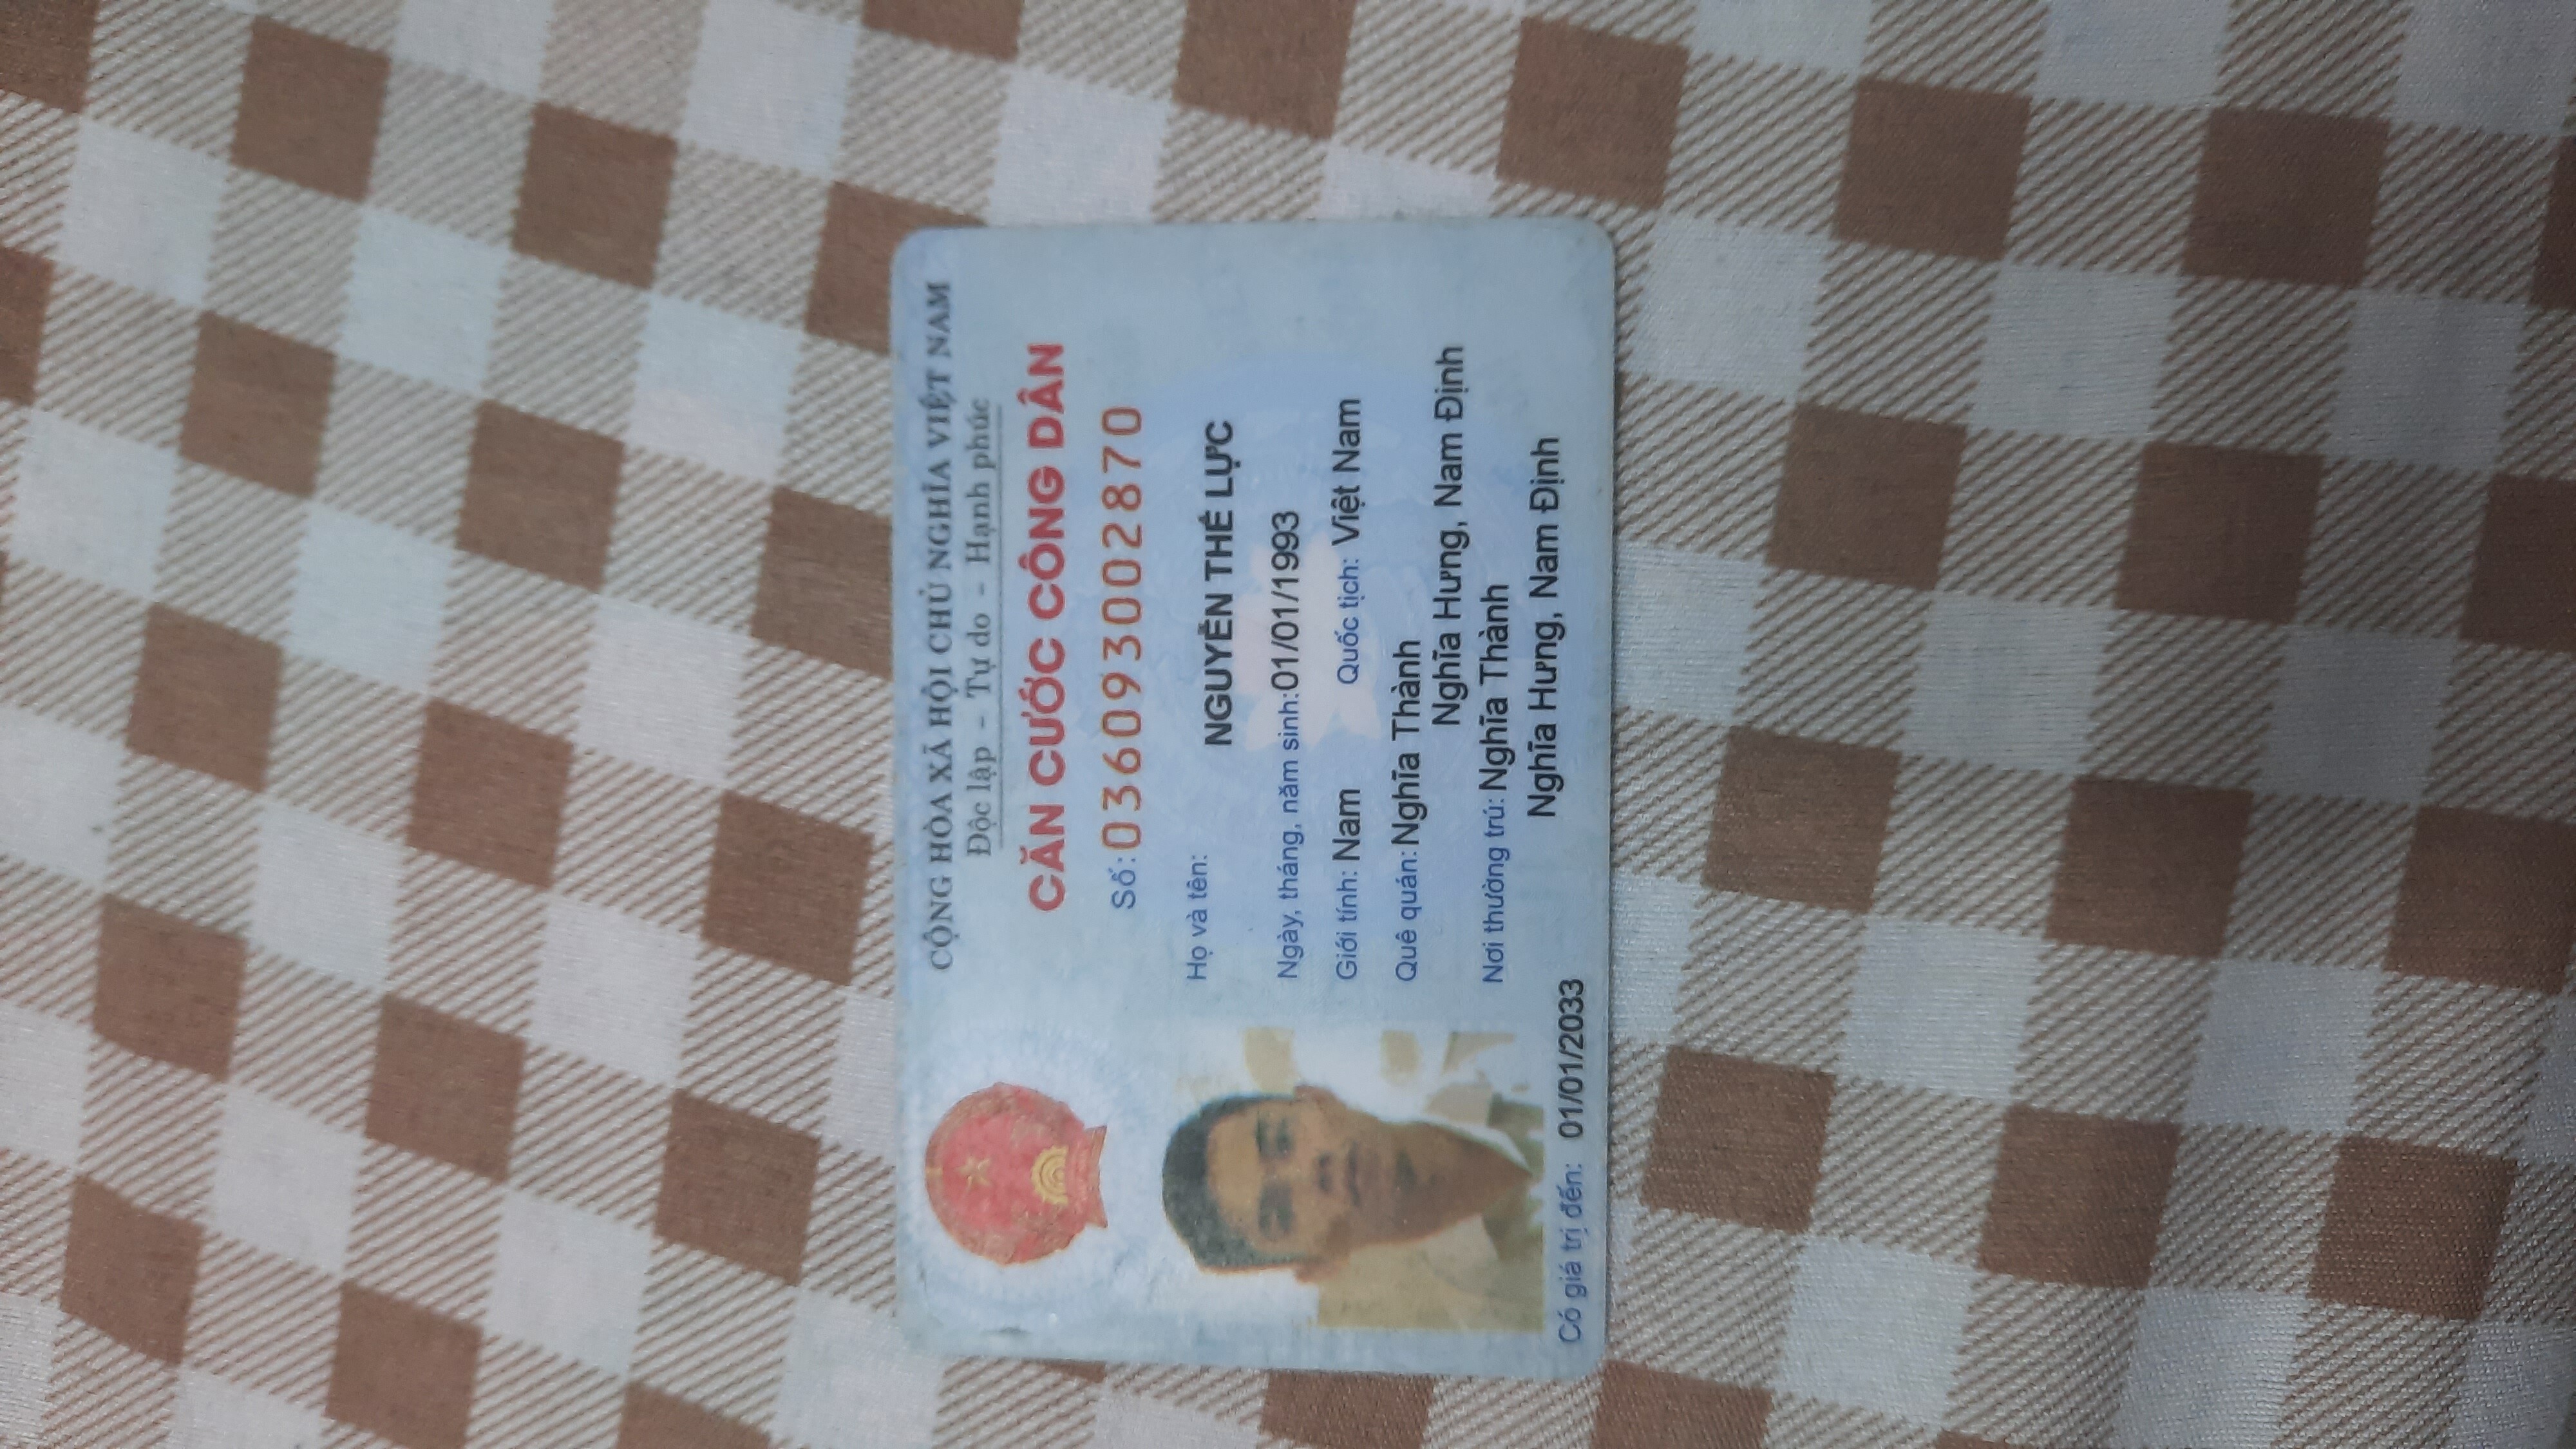 CỘNG HÒA XÃ HỘI CHỦ NGHĨA VIỆT NAM
Độc lập - Tự do - Hạnh phúc
CĂN CƯỚC CÔNG DÂN
Số: 036093002870
Họ và tên:
NGUYỄN THẾ LỰC
Ngày, tháng, năm sinh: 01/01/1993
Giới tính: Nam Quốc tịch: Việt Nam
Quê quán: Nghĩa Thành
Nghĩa Hưng, Nam Định
Nơi thường trú: Nghĩa Thành
Nghĩa Hưng, Nam Định
Có giá trị đến: 01/01/2033